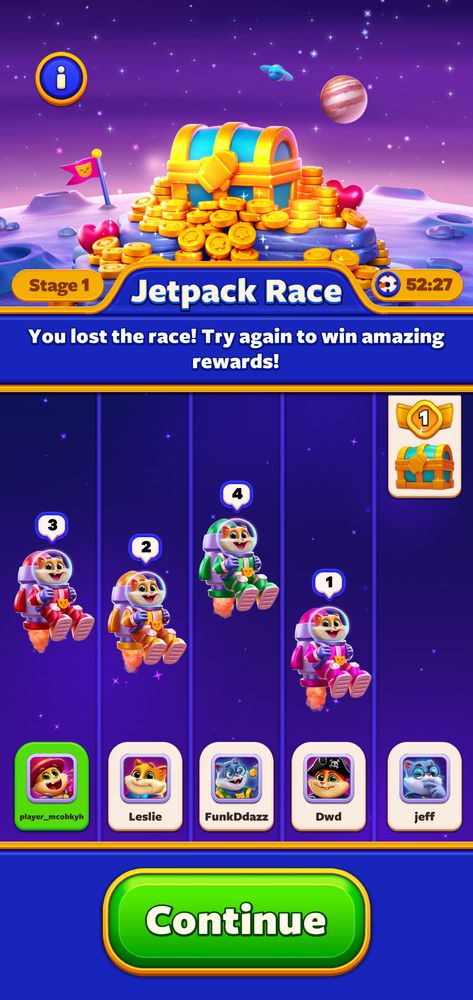 Stage 1
Jetpack Race
52:27
You lost the race! Try again to win amazing
rewards!
1
3
2
4
1
player_mcobkyh
Leslie
FunkDdazz
Dwd
jeff
Continue